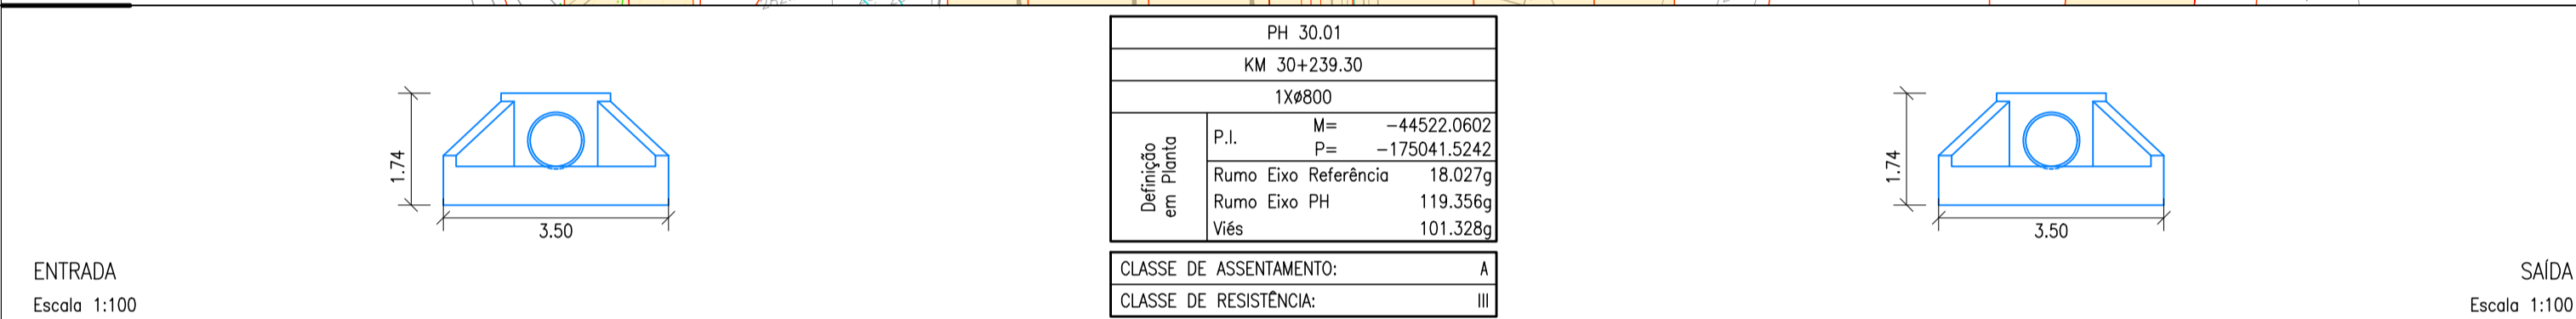 1.74
3.50
ENTRADA
Escala 1:100
PH 30.01
KM 30+239.30
1Xø800
Definição
em Planta
P.I.
M= -44522.0602
P= -175041.5242
Rumo Eixo Referência 18.027g
Rumo Eixo PH 119.356g
Viés 101.328g
CLASSE DE ASSENTAMENTO: A
CLASSE DE RESISTÊNCIA: III
1.74
3.50
SAÍDA
Escala 1:100